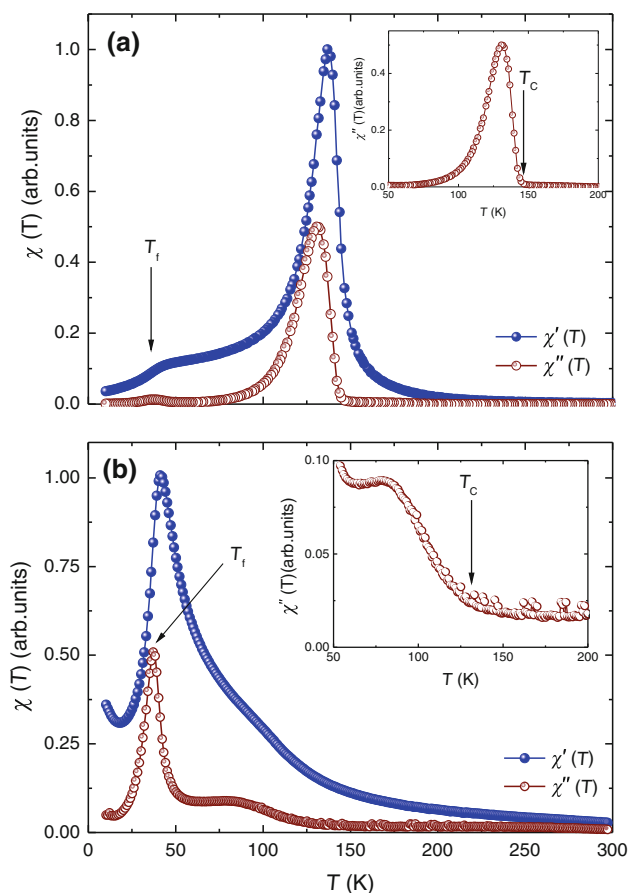 (a)
1.0
0.8
0.6
0.4
0.2
0.0
χ (T) (arb.units)
T_f
0.4
0.2
0.0
χ″ (T)(arb.units)
T_C
50 100 150 200
T (K)
χ′ (T)
χ″ (T)
(b)
1.00
0.75
0.50
0.25
0.00
χ (T) (arb.units)
T_f
0.10
0.05
0.00
χ″ (T)(arb.units)
T_C
50 100 150 200
T (K)
χ′ (T)
χ″ (T)
0 50 100 150 200 250 300
T (K)